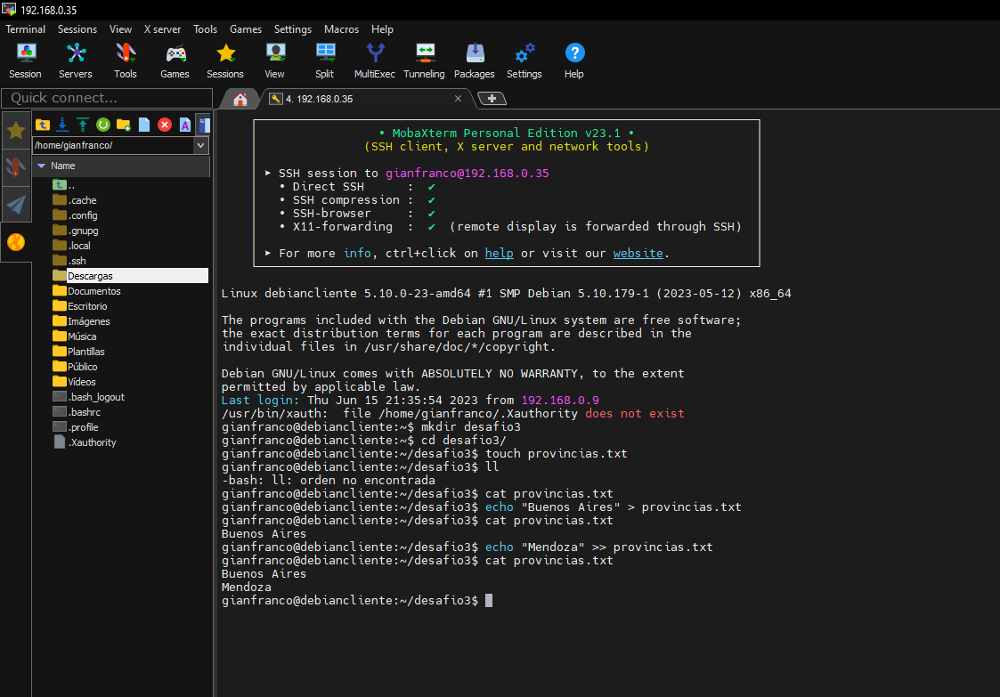 192.168.0.35
Terminal Sessions View X server Tools Games Settings Macros Help
Session Servers Tools Games Sessions View Split MultiExec Tunneling Packages Settings Help
Quick connect...
4. 192.168.0.35
/home/gianfranco/
Name
..
.cache
.config
.gnupg
.local
.ssh
Descargas
Documentos
Escritorio
Imágenes
Música
Plantillas
Público
Vídeos
.bash_logout
.bashrc
.profile
.Xauthority
• MobaXterm Personal Edition v23.1 •
(SSH client, X server and network tools)
➤ SSH session to gianfranco@192.168.0.35
• Direct SSH : ✔
• SSH compression : ✔
• SSH-browser : ✔
• X11-forwarding : ✔ (remote display is forwarded through SSH)
➤ For more info, ctrl+click on help or visit our website.
Linux debiancliente 5.10.0-23-amd64 #1 SMP Debian 5.10.179-1 (2023-05-12) x86_64
The programs included with the Debian GNU/Linux system are free software;
the exact distribution terms for each program are described in the
individual files in /usr/share/doc/*/copyright.
Debian GNU/Linux comes with ABSOLUTELY NO WARRANTY, to the extent
permitted by applicable law.
Last login: Thu Jun 15 21:35:54 2023 from 192.168.0.9
/usr/bin/xauth:  file /home/gianfranco/.Xauthority does not exist
gianfranco@debiancliente:~$ mkdir desafio3
gianfranco@debiancliente:~$ cd desafio3/
gianfranco@debiancliente:~/desafio3$ touch provincias.txt
gianfranco@debiancliente:~/desafio3$ ll
-bash: ll: orden no encontrada
gianfranco@debiancliente:~/desafio3$ cat provincias.txt
gianfranco@debiancliente:~/desafio3$ echo "Buenos Aires" > provincias.txt
gianfranco@debiancliente:~/desafio3$ cat provincias.txt
Buenos Aires
gianfranco@debiancliente:~/desafio3$ echo "Mendoza" >> provincias.txt
gianfranco@debiancliente:~/desafio3$ cat provincias.txt
Buenos Aires
Mendoza
gianfranco@debiancliente:~/desafio3$